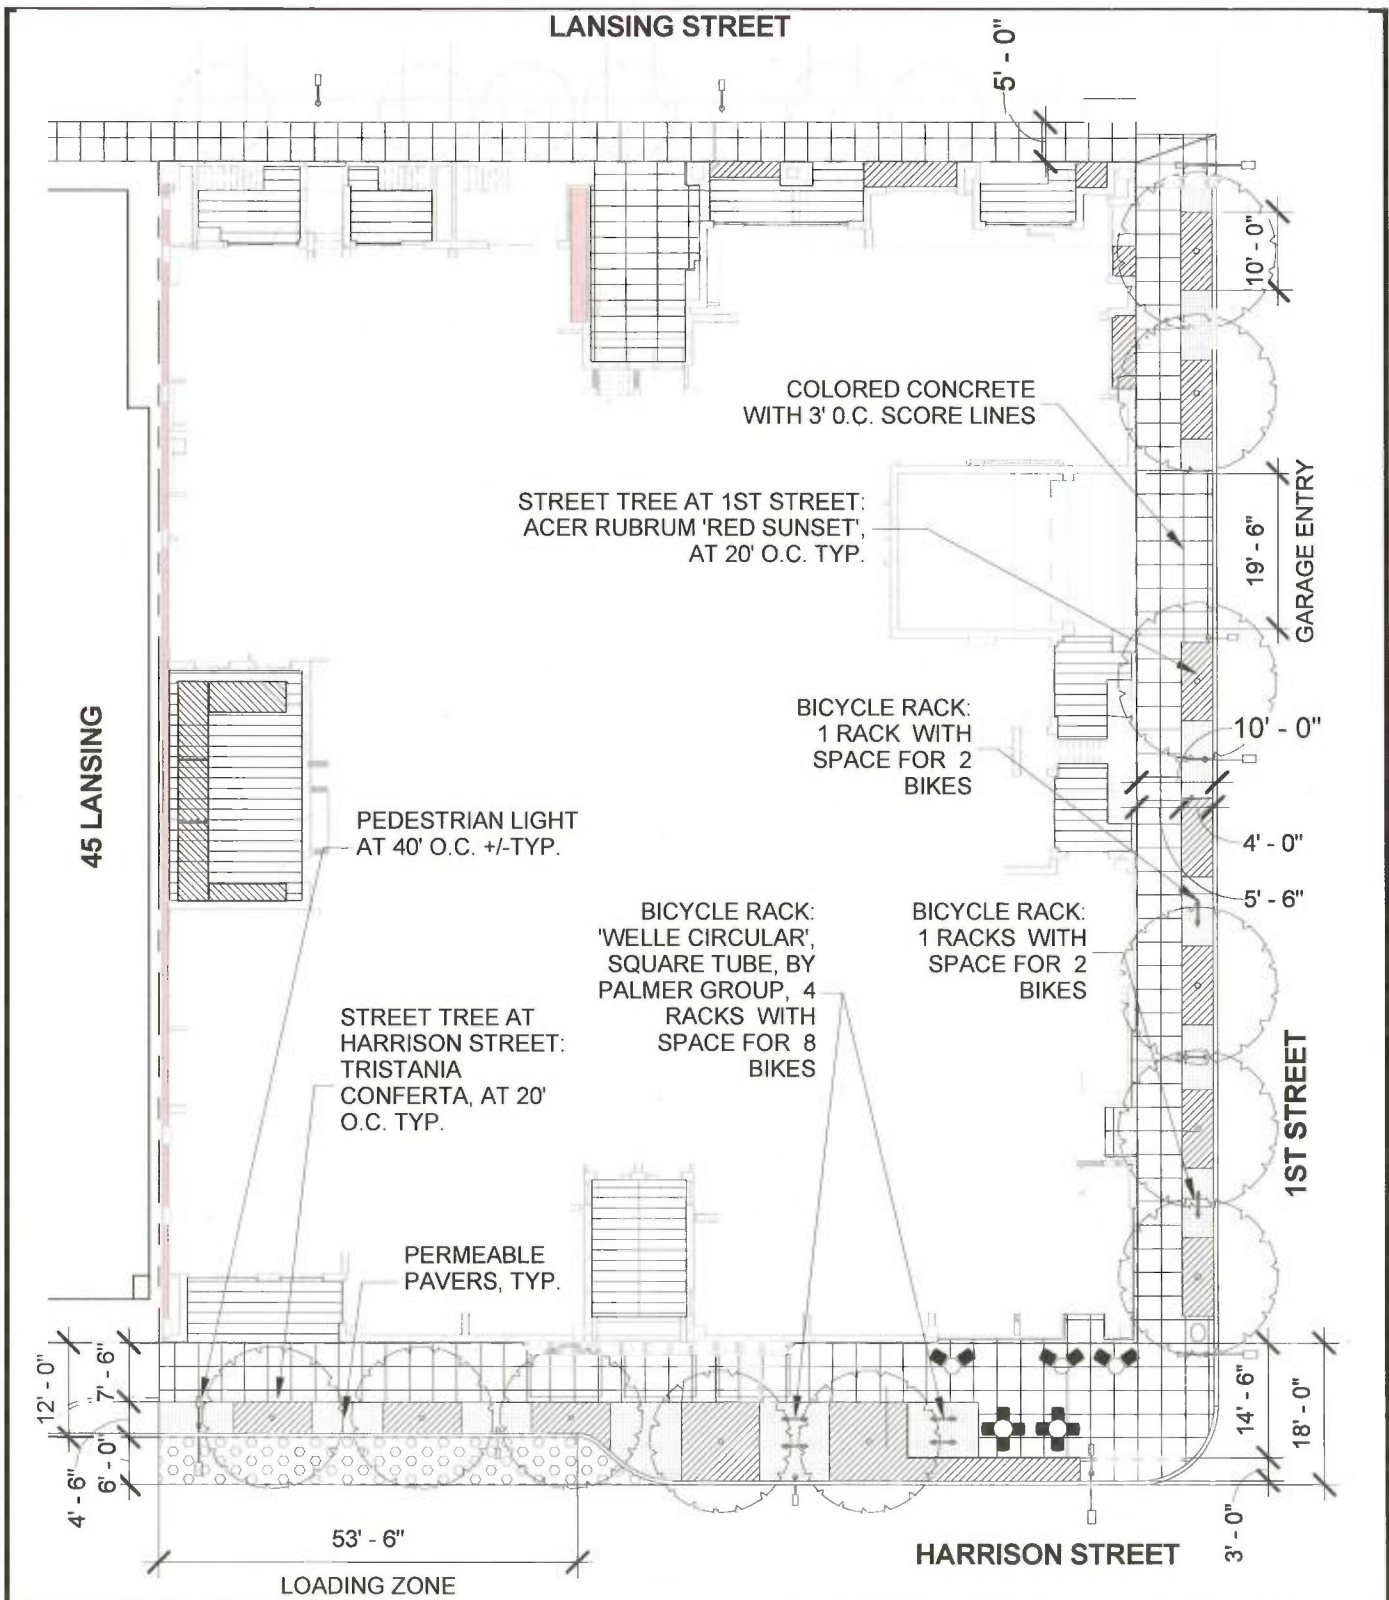 LANSING STREET
5' - 0"
10' - 0"
COLORED CONCRETE
WITH 3' O.C. SCORE LINES
STREET TREE AT 1ST STREET:
ACER RUBRUM 'RED SUNSET',
AT 20' O.C. TYP.
19' - 6"
GARAGE ENTRY
BICYCLE RACK:
1 RACK WITH
SPACE FOR 2
BIKES
10' - 0"
4' - 0"
5' - 6"
45 LANSING
PEDESTRIAN LIGHT
AT 40' O.C. +/-TYP.
BICYCLE RACK:
'WELLE CIRCULAR',
SQUARE TUBE, BY
PALMER GROUP, 4
RACKS WITH
SPACE FOR 8
BIKES
BICYCLE RACK:
1 RACKS WITH
SPACE FOR 2
BIKES
STREET TREE AT
HARRISON STREET:
TRISTANIA
CONFERTA, AT 20'
O.C. TYP.
1ST STREET
PERMEABLE
PAVERS, TYP.
12' - 0"
7' - 6"
4' - 6"
6' - 0"
14' - 6"
18' - 0"
3' - 0"
53' - 6"
LOADING ZONE
HARRISON STREET